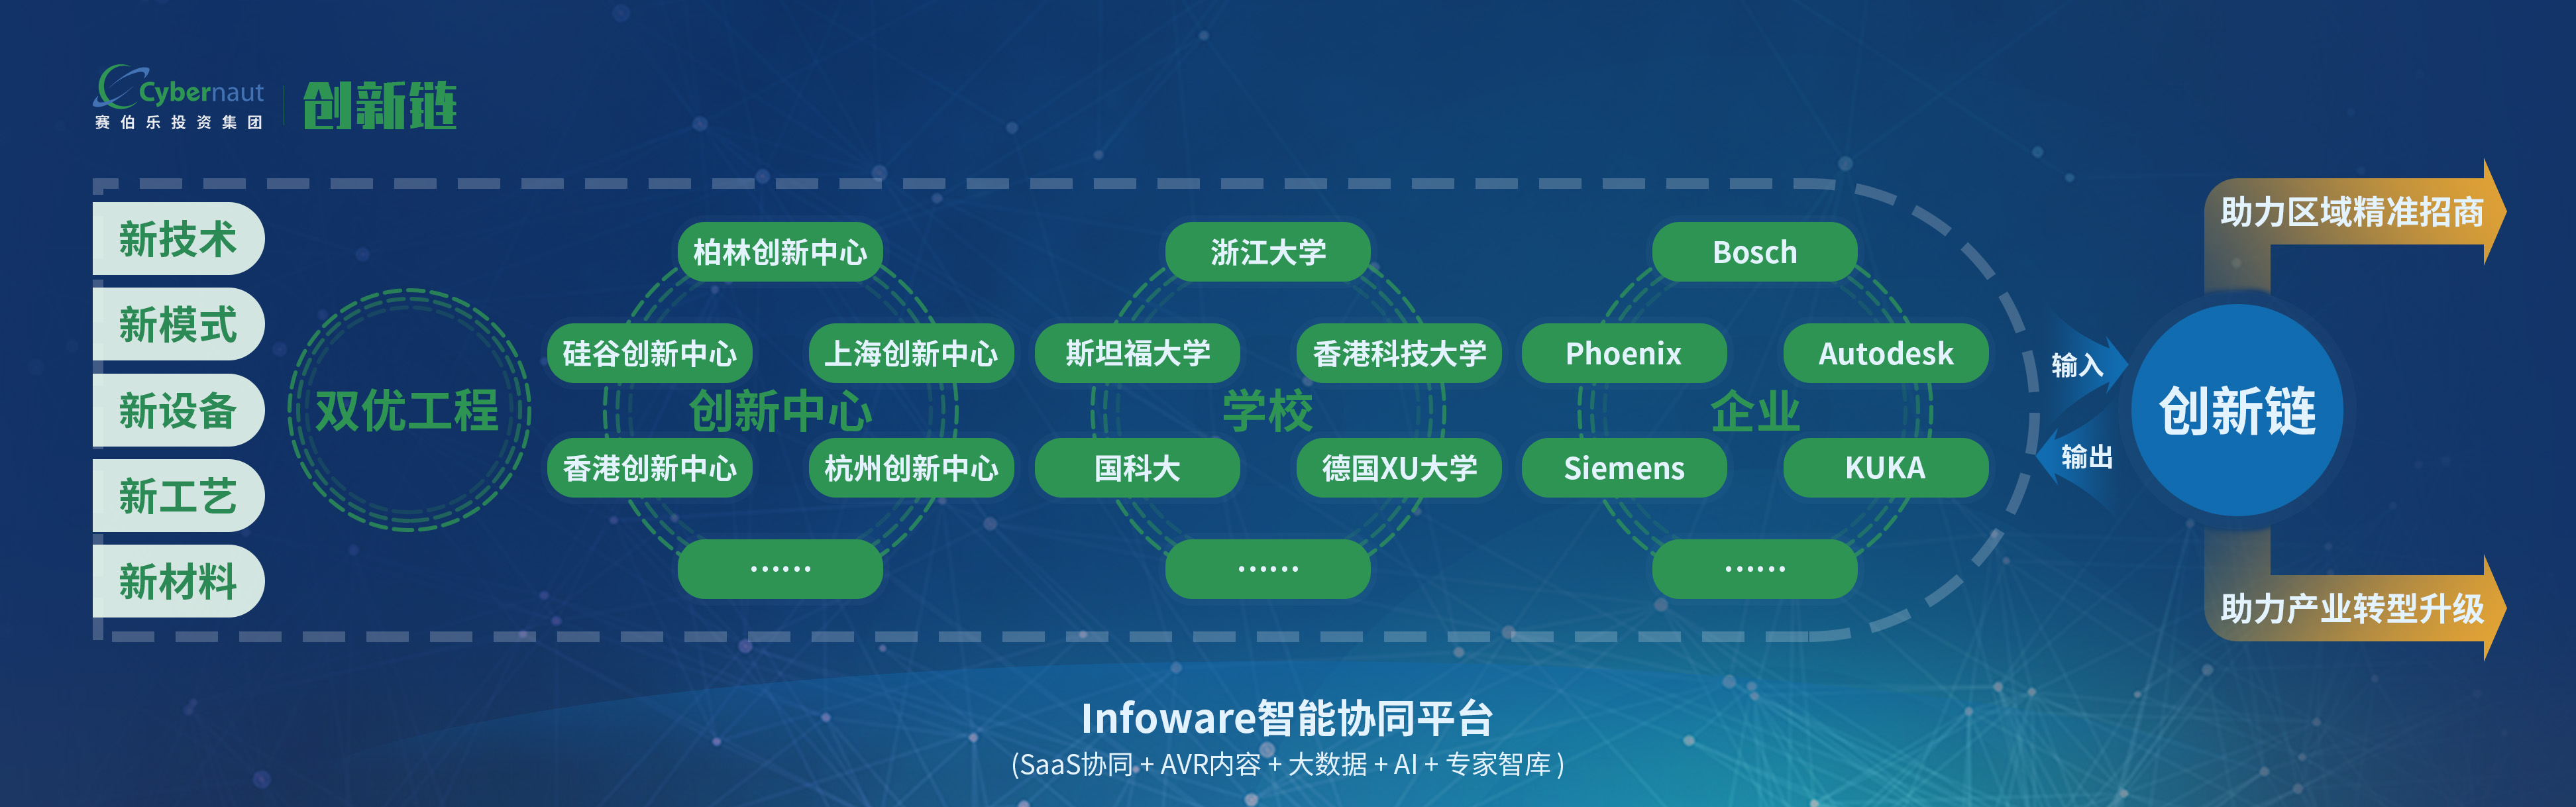 Cybernaut
赛伯乐投资集团
创新链
新技术
新模式
新设备
新工艺
新材料
双优工程
柏林创新中心
硅谷创新中心
上海创新中心
创新中心
香港创新中心
杭州创新中心
······
浙江大学
斯坦福大学
香港科技大学
学校
国科大
德国XU大学
······
Bosch
Phoenix
Autodesk
企业
Siemens
KUKA
······
输入
输出
创新链
助力区域精准招商
助力产业转型升级
Infoware智能协同平台
(SaaS协同 + AVR内容 + 大数据 + AI + 专家智库 )